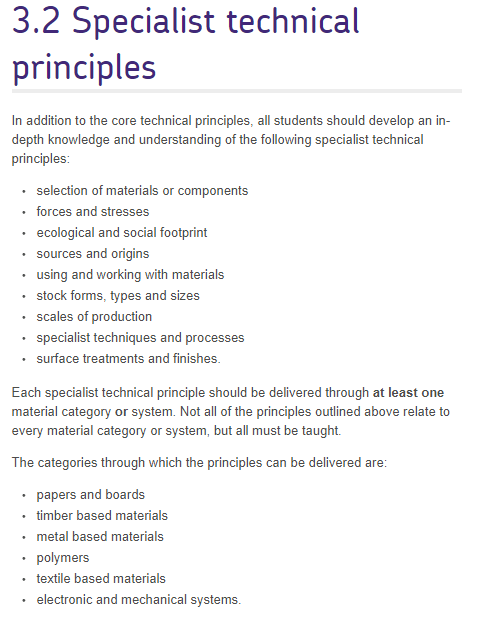 3.2 Specialist technical
principles
In addition to the core technical principles, all students should develop an in-
depth knowledge and understanding of the following specialist technical
principles:
• selection of materials or components
• forces and stresses
• ecological and social footprint
• sources and origins
• using and working with materials
• stock forms, types and sizes
• scales of production
• specialist techniques and processes
• surface treatments and finishes.
Each specialist technical principle should be delivered through at least one
material category or system. Not all of the principles outlined above relate to
every material category or system, but all must be taught.
The categories through which the principles can be delivered are:
• papers and boards
• timber based materials
• metal based materials
• polymers
• textile based materials
• electronic and mechanical systems.